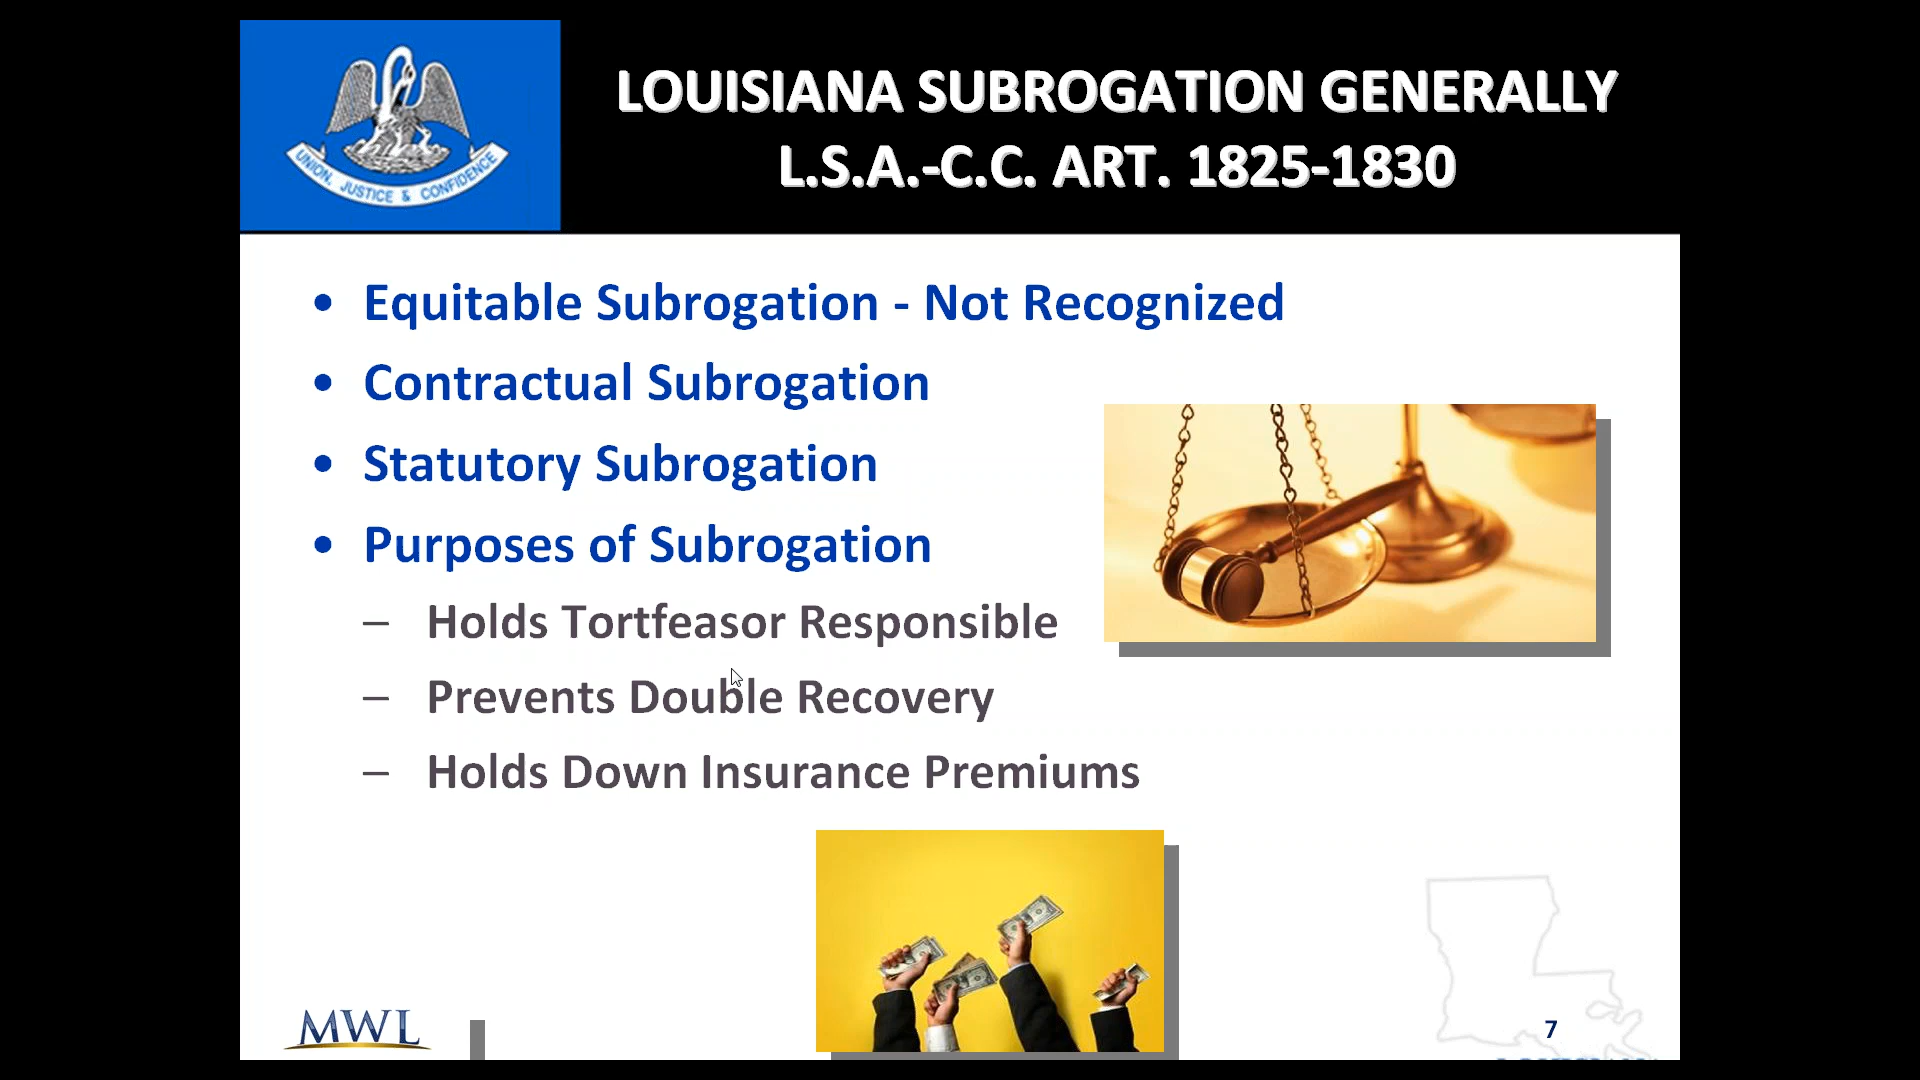 LOUISIANA SUBROGATION GENERALLY
L.S.A.-C.C. ART. 1825-1830
UNION, JUSTICE & CONFIDENCE
• Equitable Subrogation - Not Recognized
• Contractual Subrogation
• Statutory Subrogation
• Purposes of Subrogation
– Holds Tortfeasor Responsible
– Prevents Double Recovery
– Holds Down Insurance Premiums
MWL
7